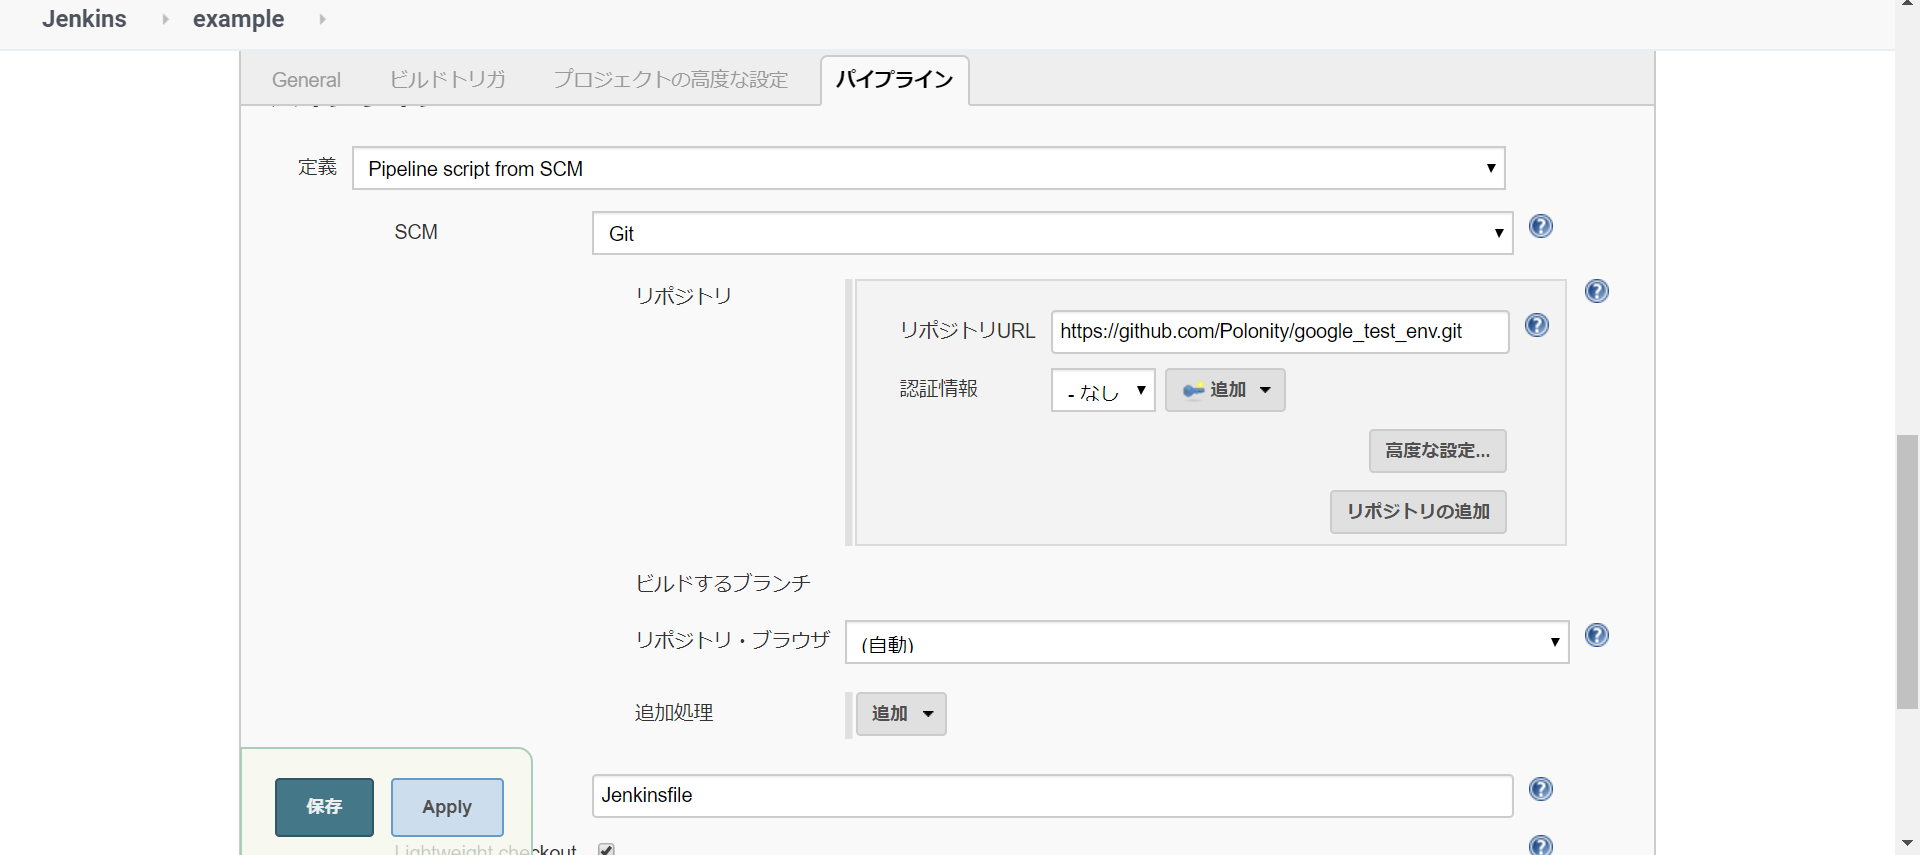 Jenkins example
General ビルドトリガ プロジェクトの高度な設定 パイプライン
定義 Pipeline script from SCM
SCM Git
リポジトリ
リポジトリURL https://github.com/Polonity/google_test_env.git
認証情報 - なし 追加
高度な設定...
リポジトリの追加
ビルドするブランチ
リポジトリ・ブラウザ (自動)
追加処理 追加
保存 Apply
Jenkinsfile
Lightweight checkout